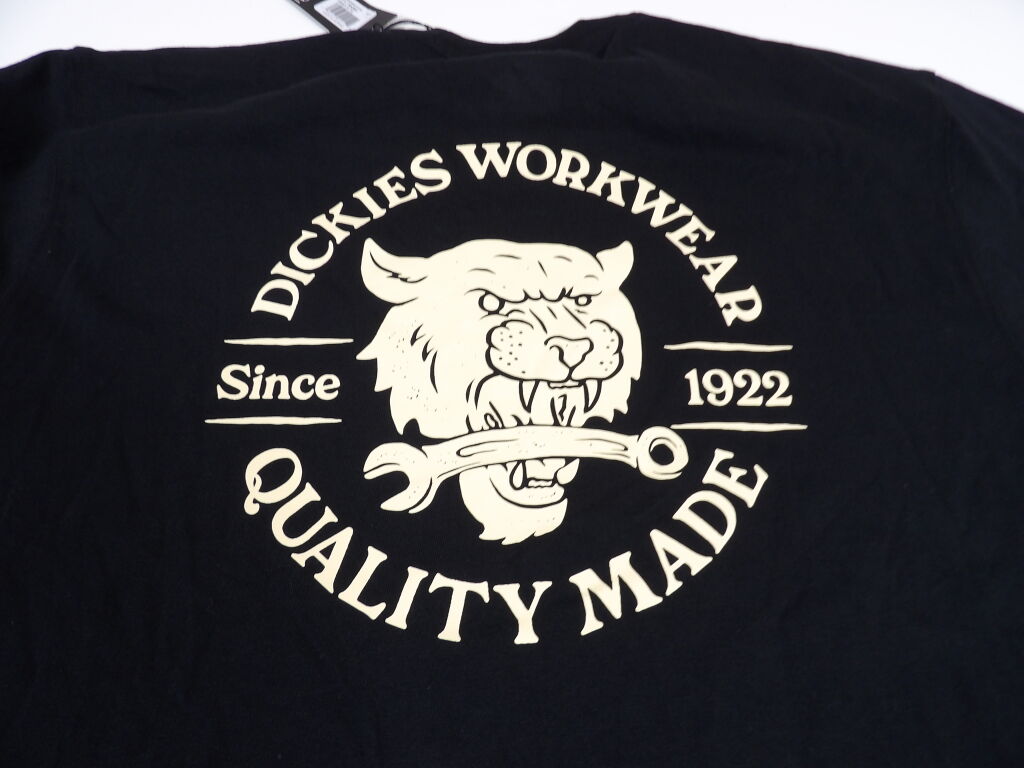 DICKIES WORKWEAR
Since
1922
QUALITY MADE